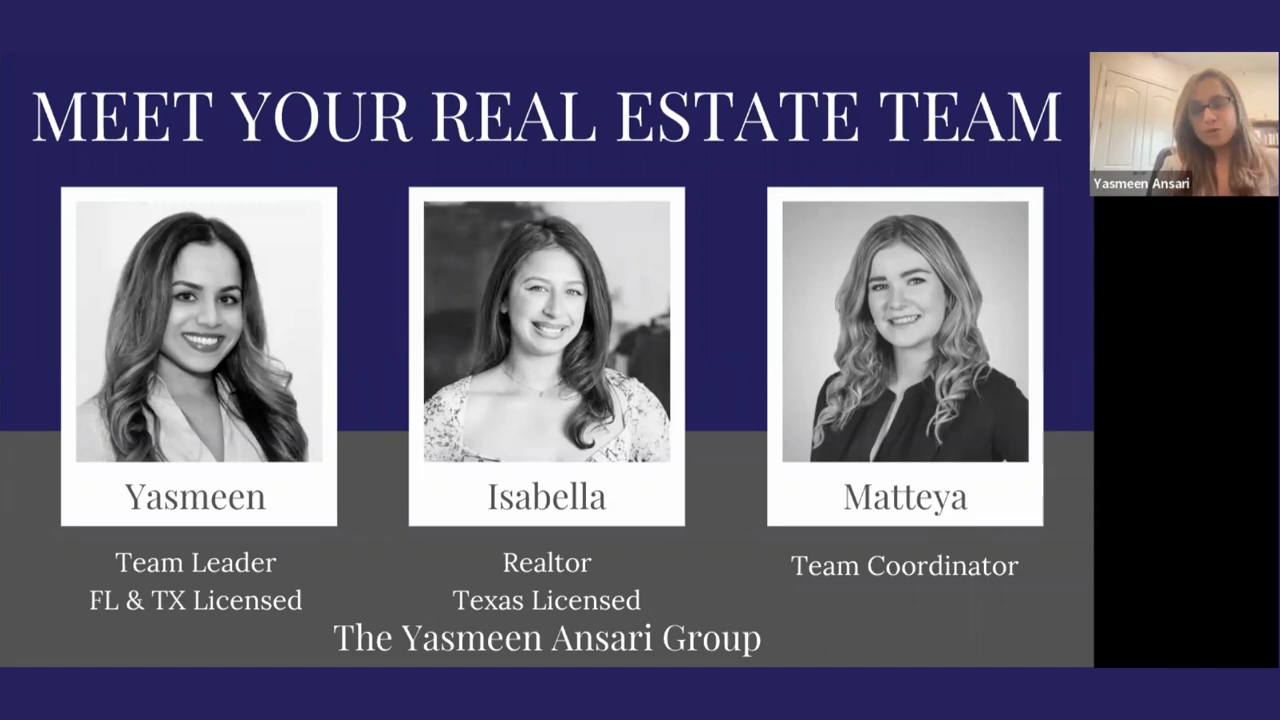 MEET YOUR REAL ESTATE TEAM
Yasmeen Ansari
Yasmeen
Isabella
Matteya
Team Leader
FL & TX Licensed
Realtor
Texas Licensed
Team Coordinator
The Yasmeen Ansari Group